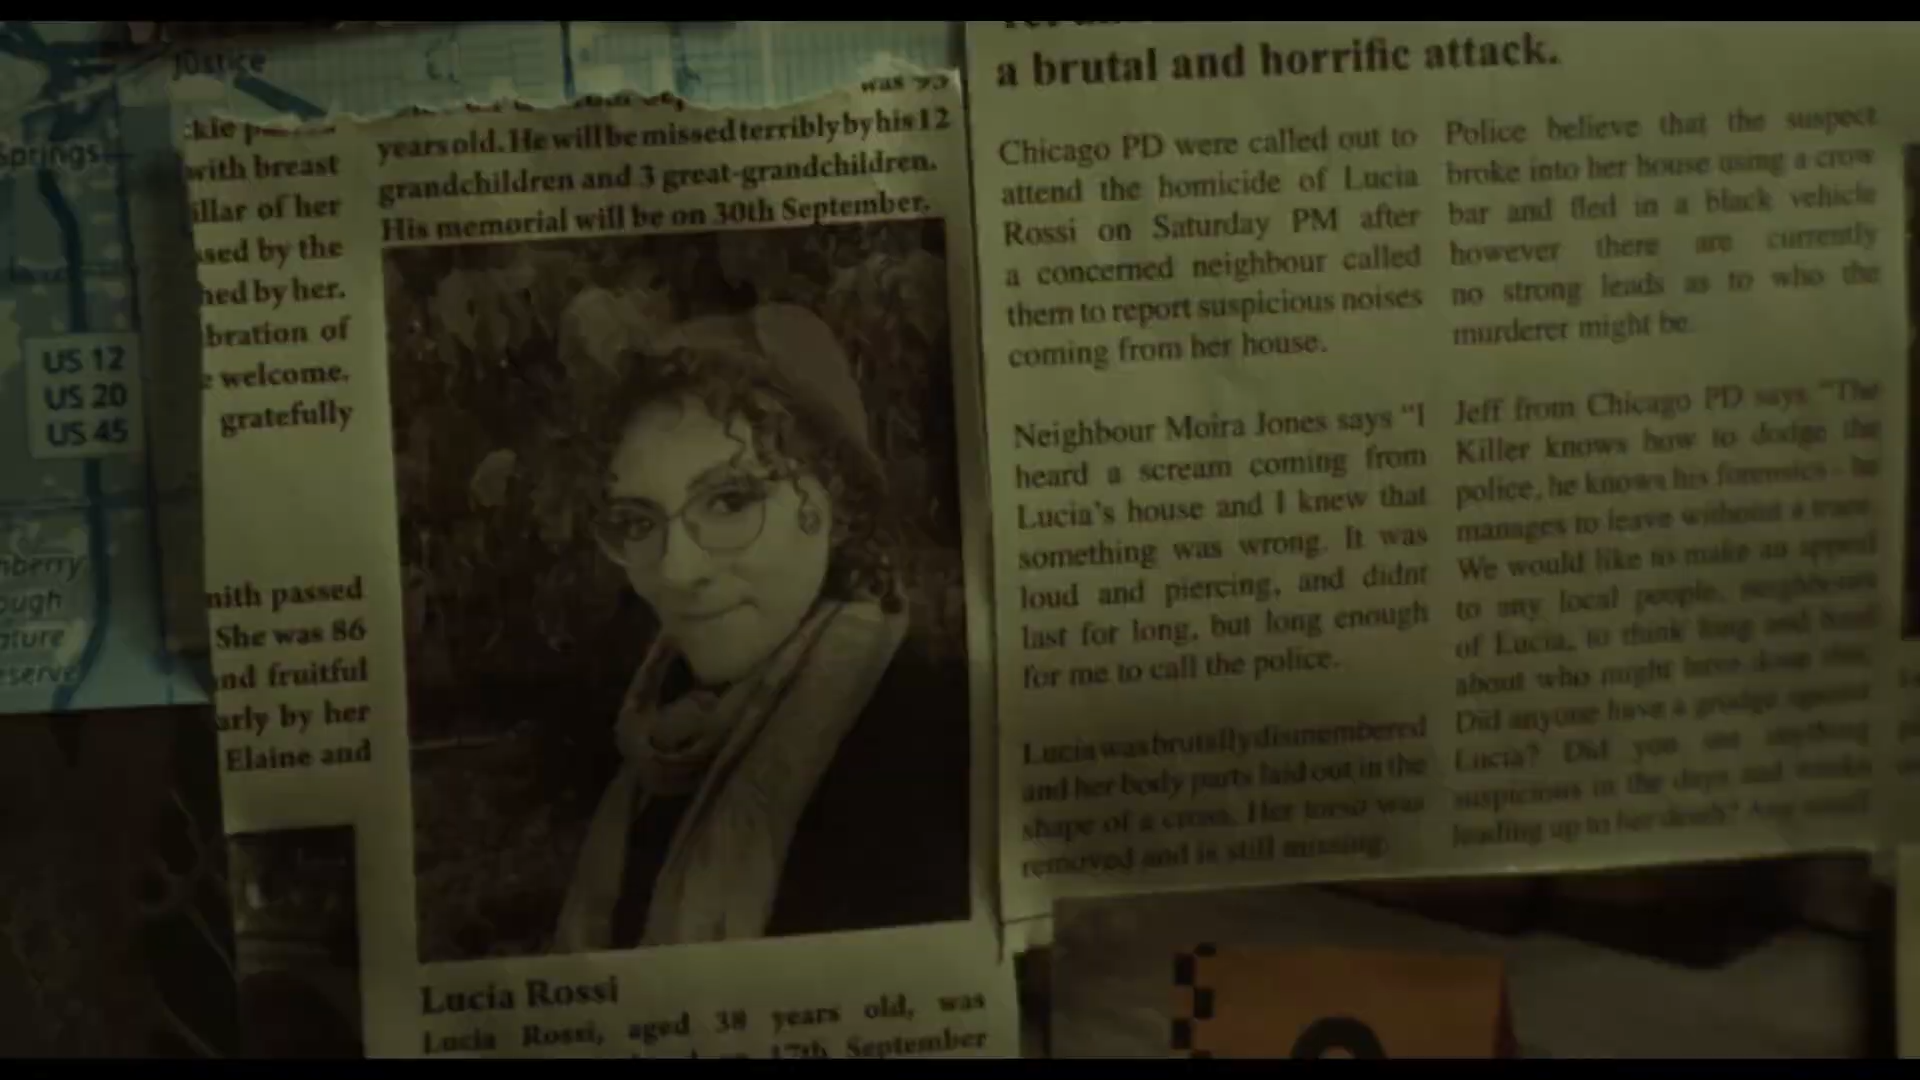 Justice
Springs
US 12
US 20
US 45
with breast
illar of her
by the
by her.
bration of
welcome.
gratefully
passed
She was 86
and fruitful
by her
Elaine and
was
years old. He will be missed terribly by his 12
grandchildren and 3 great-grandchildren.
His memorial will be on 30th September.
Lucia Rossi
Lucia Rossi, aged 38 years old, was
17th September
a brutal and horrific attack.
Chicago PD were called out to
attend the homicide of Lucia
Rossi on Saturday PM after
a concerned neighbour called
them to report suspicious noises
coming from her house.
Neighbour Moira Jones says "I
heard a scream coming from
Lucia's house and I knew that
something was wrong. It was
loud and piercing, and didnt
last for long, but long enough
for me to call the police.
Lucia was brutally dismembered
and her body parts laid out in the
shape of a cross. Her torso was
removed and is still missing.
Police believe that the suspect
broke into her house using a crow
bar and fled in a black vehicle
however there are currently
no strong leads as to who the
murderer might be.
Jeff from Chicago PD says "The
Killer knows how to dodge the
police, he knows his forensics - he
manages to leave without a trace.
We would like to make an appeal
to any local people, neighbours
of Lucia, to think long and hard
about who might have done this.
Did anyone have a grudge against
Lucia? Did you see anything
suspicious in the days and weeks
leading up to her death? Any small